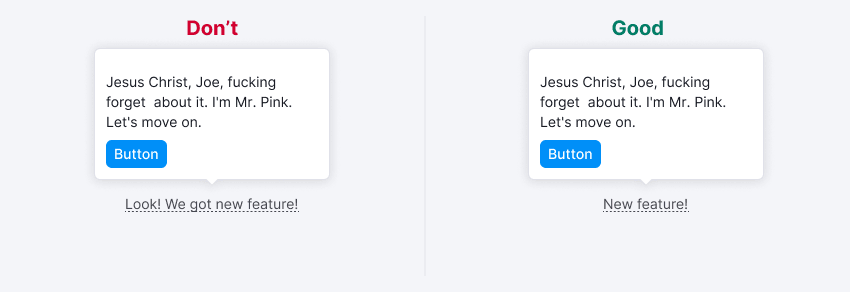 Don’t
Jesus Christ, Joe, fucking
forget  about it. I'm Mr. Pink.
Let's move on.
Button
Look! We got new feature!
Good
Jesus Christ, Joe, fucking
forget  about it. I'm Mr. Pink.
Let's move on.
Button
New feature!